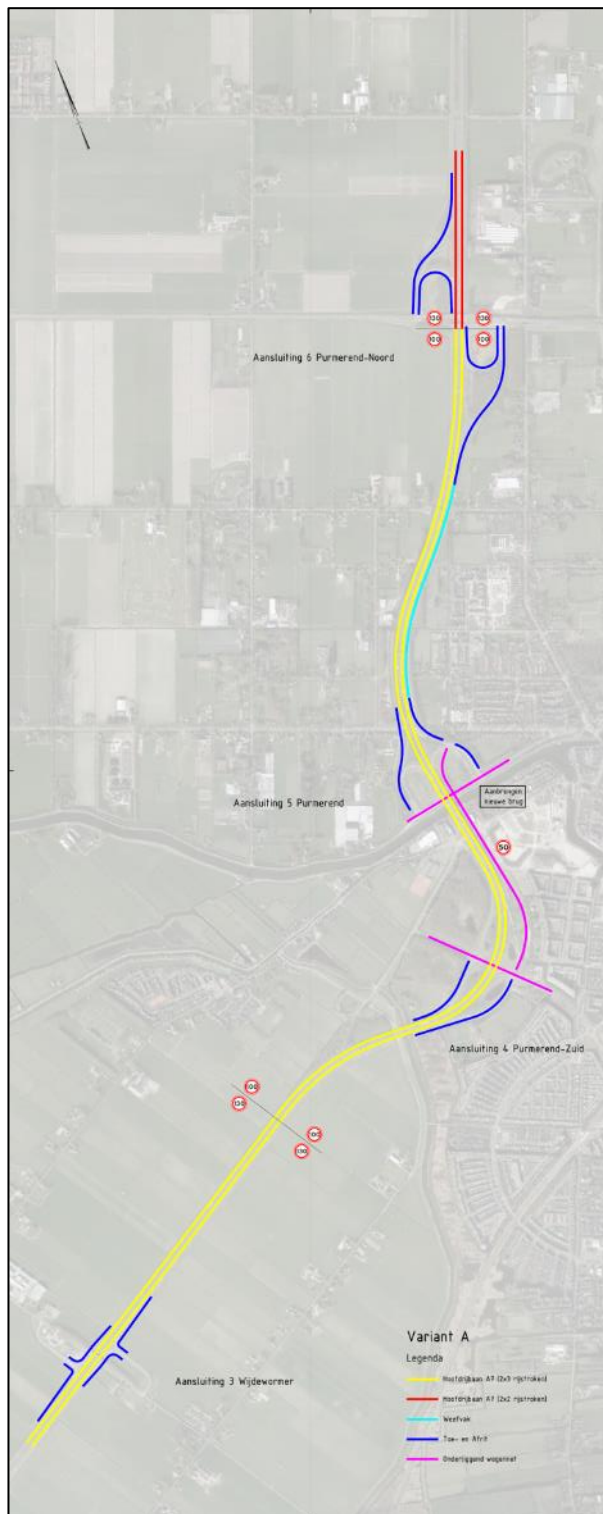 130
130
100
100
Aansluiting 6 Purmerend-Noord
Aansluiting 5 Purmerend
Aanbrengen
nieuwe brug
50
Aansluiting 4 Purmerend-Zuid
100
130
100
130
Variant A
Legenda
Hoofdrijbaan A7 (2x3 rijstroken)
Hoofdrijbaan A7 (2x2 rijstroken)
Weefvak
Toe- en Afrit
Onderliggend wegennet
Aansluiting 3 Wijdewormer